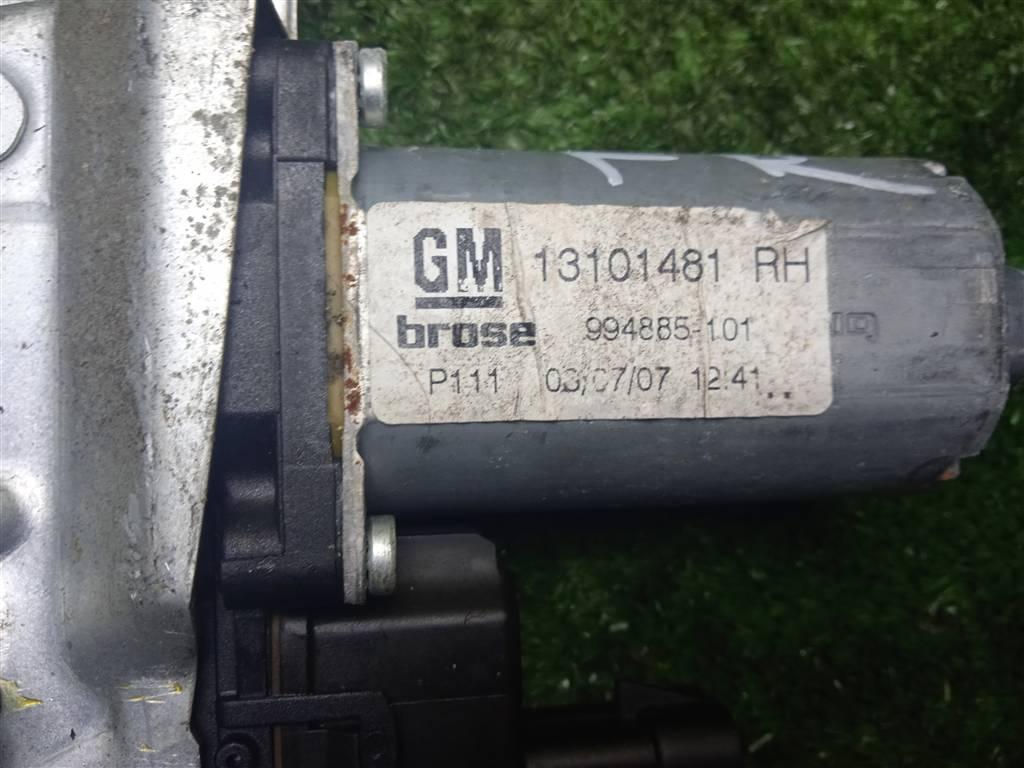 GM 13101481 RH
brose 994885-101
P111 03/07/07 12:41